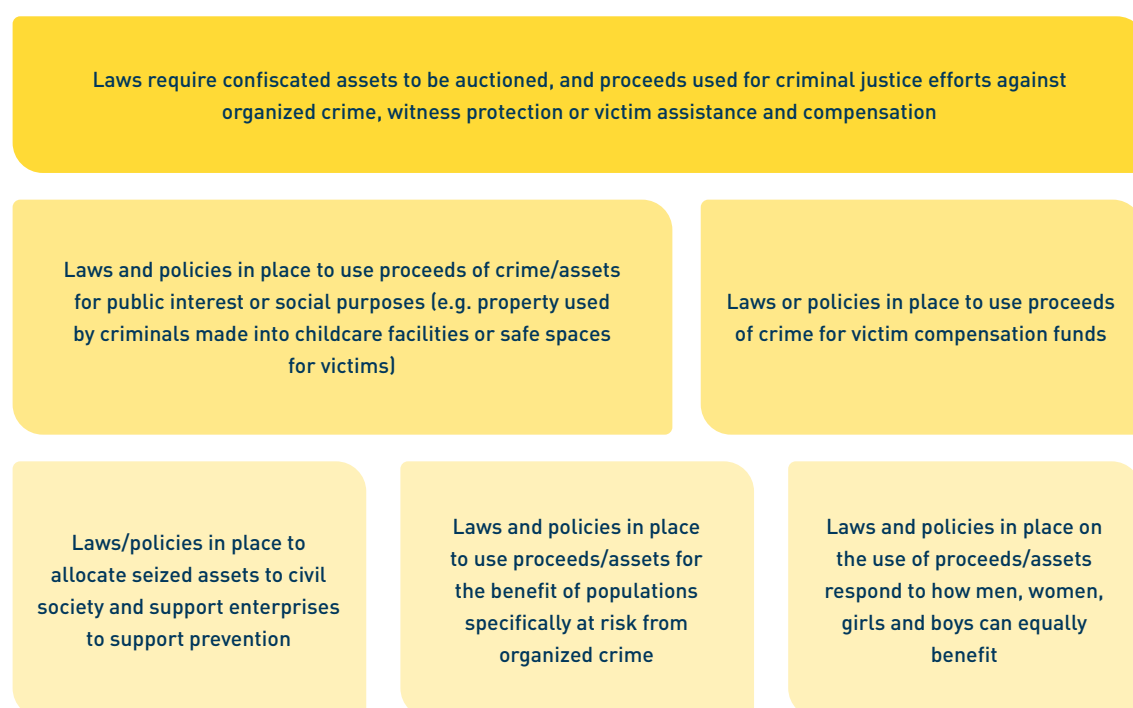 Laws require confiscated assets to be auctioned, and proceeds used for criminal justice efforts against
organized crime, witness protection or victim assistance and compensation
Laws and policies in place to use proceeds of crime/assets
for public interest or social purposes (e.g. property used
by criminals made into childcare facilities or safe spaces
for victims)
Laws or policies in place to use proceeds
of crime for victim compensation funds
Laws/policies in place to
allocate seized assets to civil
society and support enterprises
to support prevention
Laws and policies in place
to use proceeds/assets for
the benefit of populations
specifically at risk from
organized crime
Laws and policies in place on
the use of proceeds/assets
respond to how men, women,
girls and boys can equally
benefit